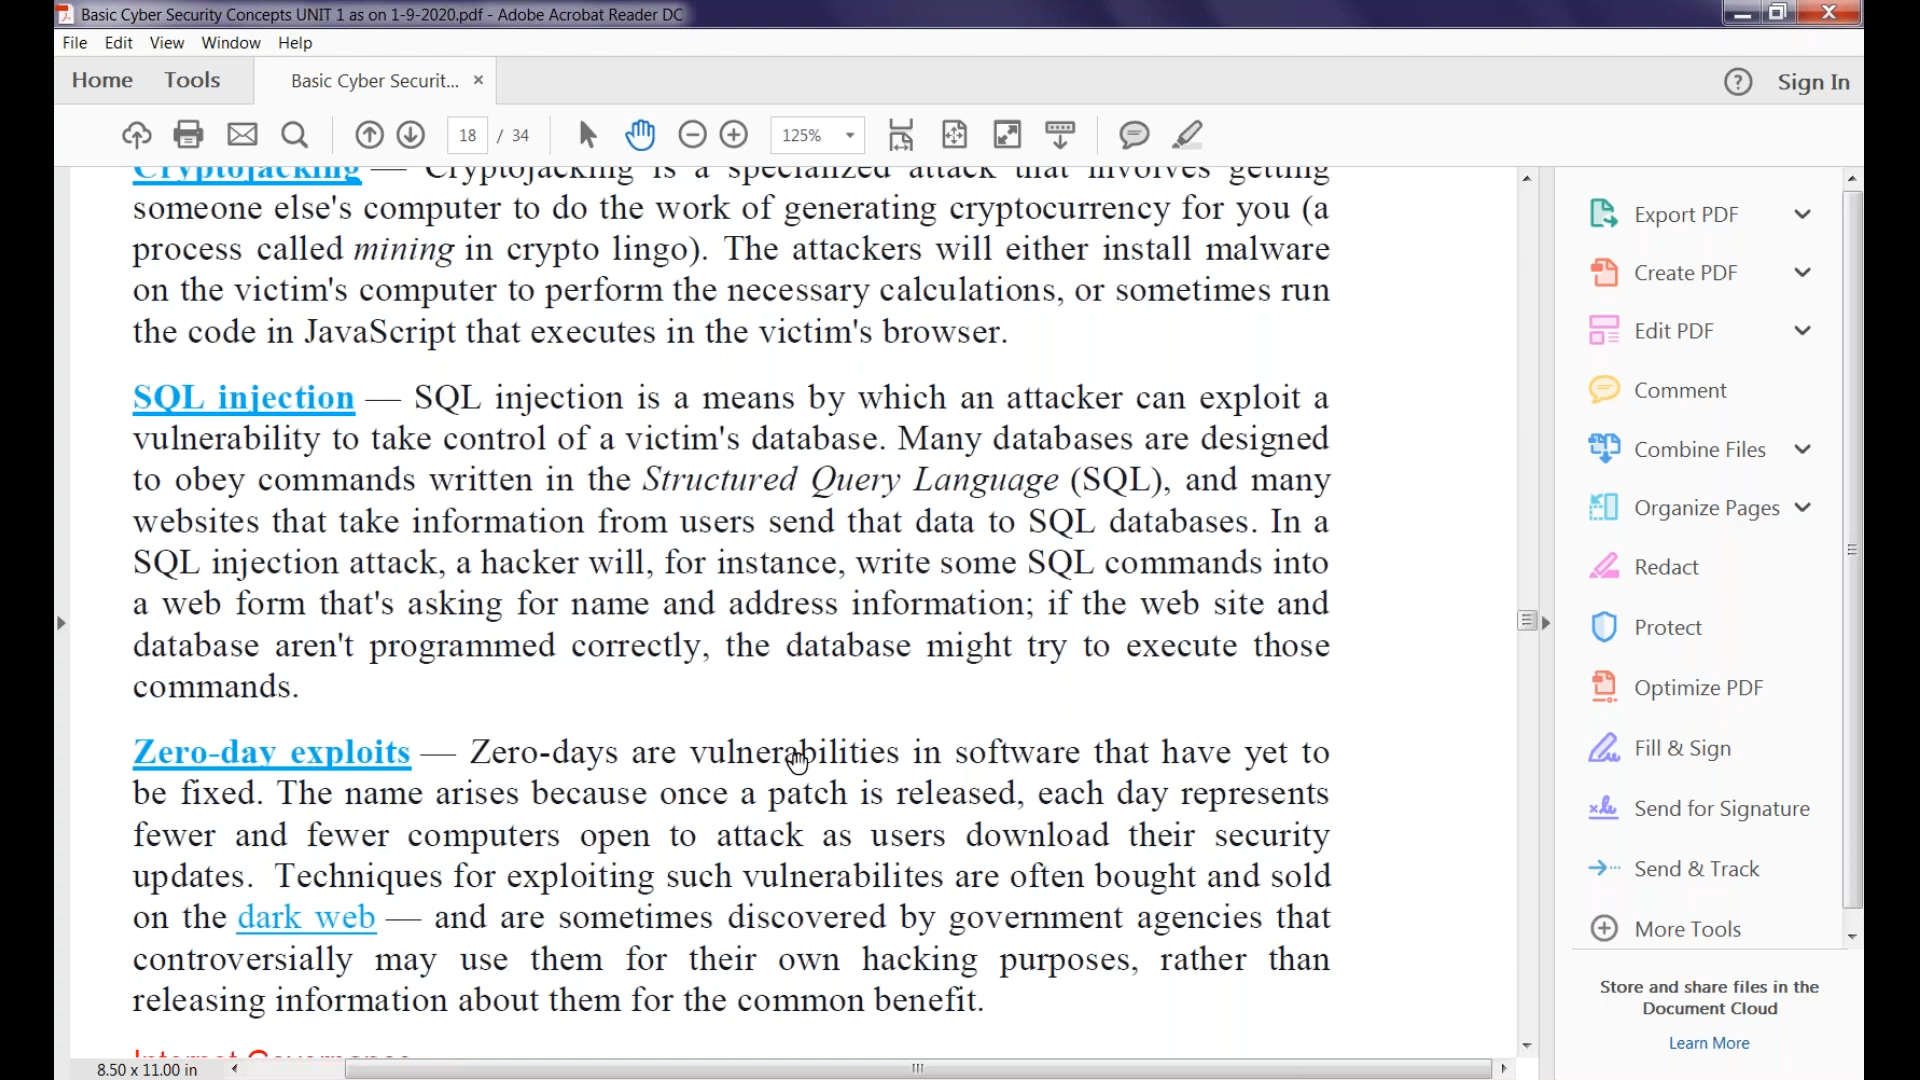 Basic Cyber Security Concepts UNIT 1 as on 1-9-2020.pdf - Adobe Acrobat Reader DC
File Edit View Window Help
Home Tools Basic Cyber Securit... × ? Sign In
18 / 34 125%
Cryptojacking — Cryptojacking is a specialized attack that involves getting
someone else's computer to do the work of generating cryptocurrency for you (a
process called mining in crypto lingo). The attackers will either install malware
on the victim's computer to perform the necessary calculations, or sometimes run
the code in JavaScript that executes in the victim's browser.
SQL injection — SQL injection is a means by which an attacker can exploit a
vulnerability to take control of a victim's database. Many databases are designed
to obey commands written in the Structured Query Language (SQL), and many
websites that take information from users send that data to SQL databases. In a
SQL injection attack, a hacker will, for instance, write some SQL commands into
a web form that's asking for name and address information; if the web site and
database aren't programmed correctly, the database might try to execute those
commands.
Zero-day exploits — Zero-days are vulnerabilities in software that have yet to
be fixed. The name arises because once a patch is released, each day represents
fewer and fewer computers open to attack as users download their security
updates. Techniques for exploiting such vulnerabilites are often bought and sold
on the dark web — and are sometimes discovered by government agencies that
controversially may use them for their own hacking purposes, rather than
releasing information about them for the common benefit.
Internet Governance
8.50 x 11.00 in
Export PDF
Create PDF
Edit PDF
Comment
Combine Files
Organize Pages
Redact
Protect
Optimize PDF
Fill & Sign
Send for Signature
Send & Track
More Tools
Store and share files in the
Document Cloud
Learn More